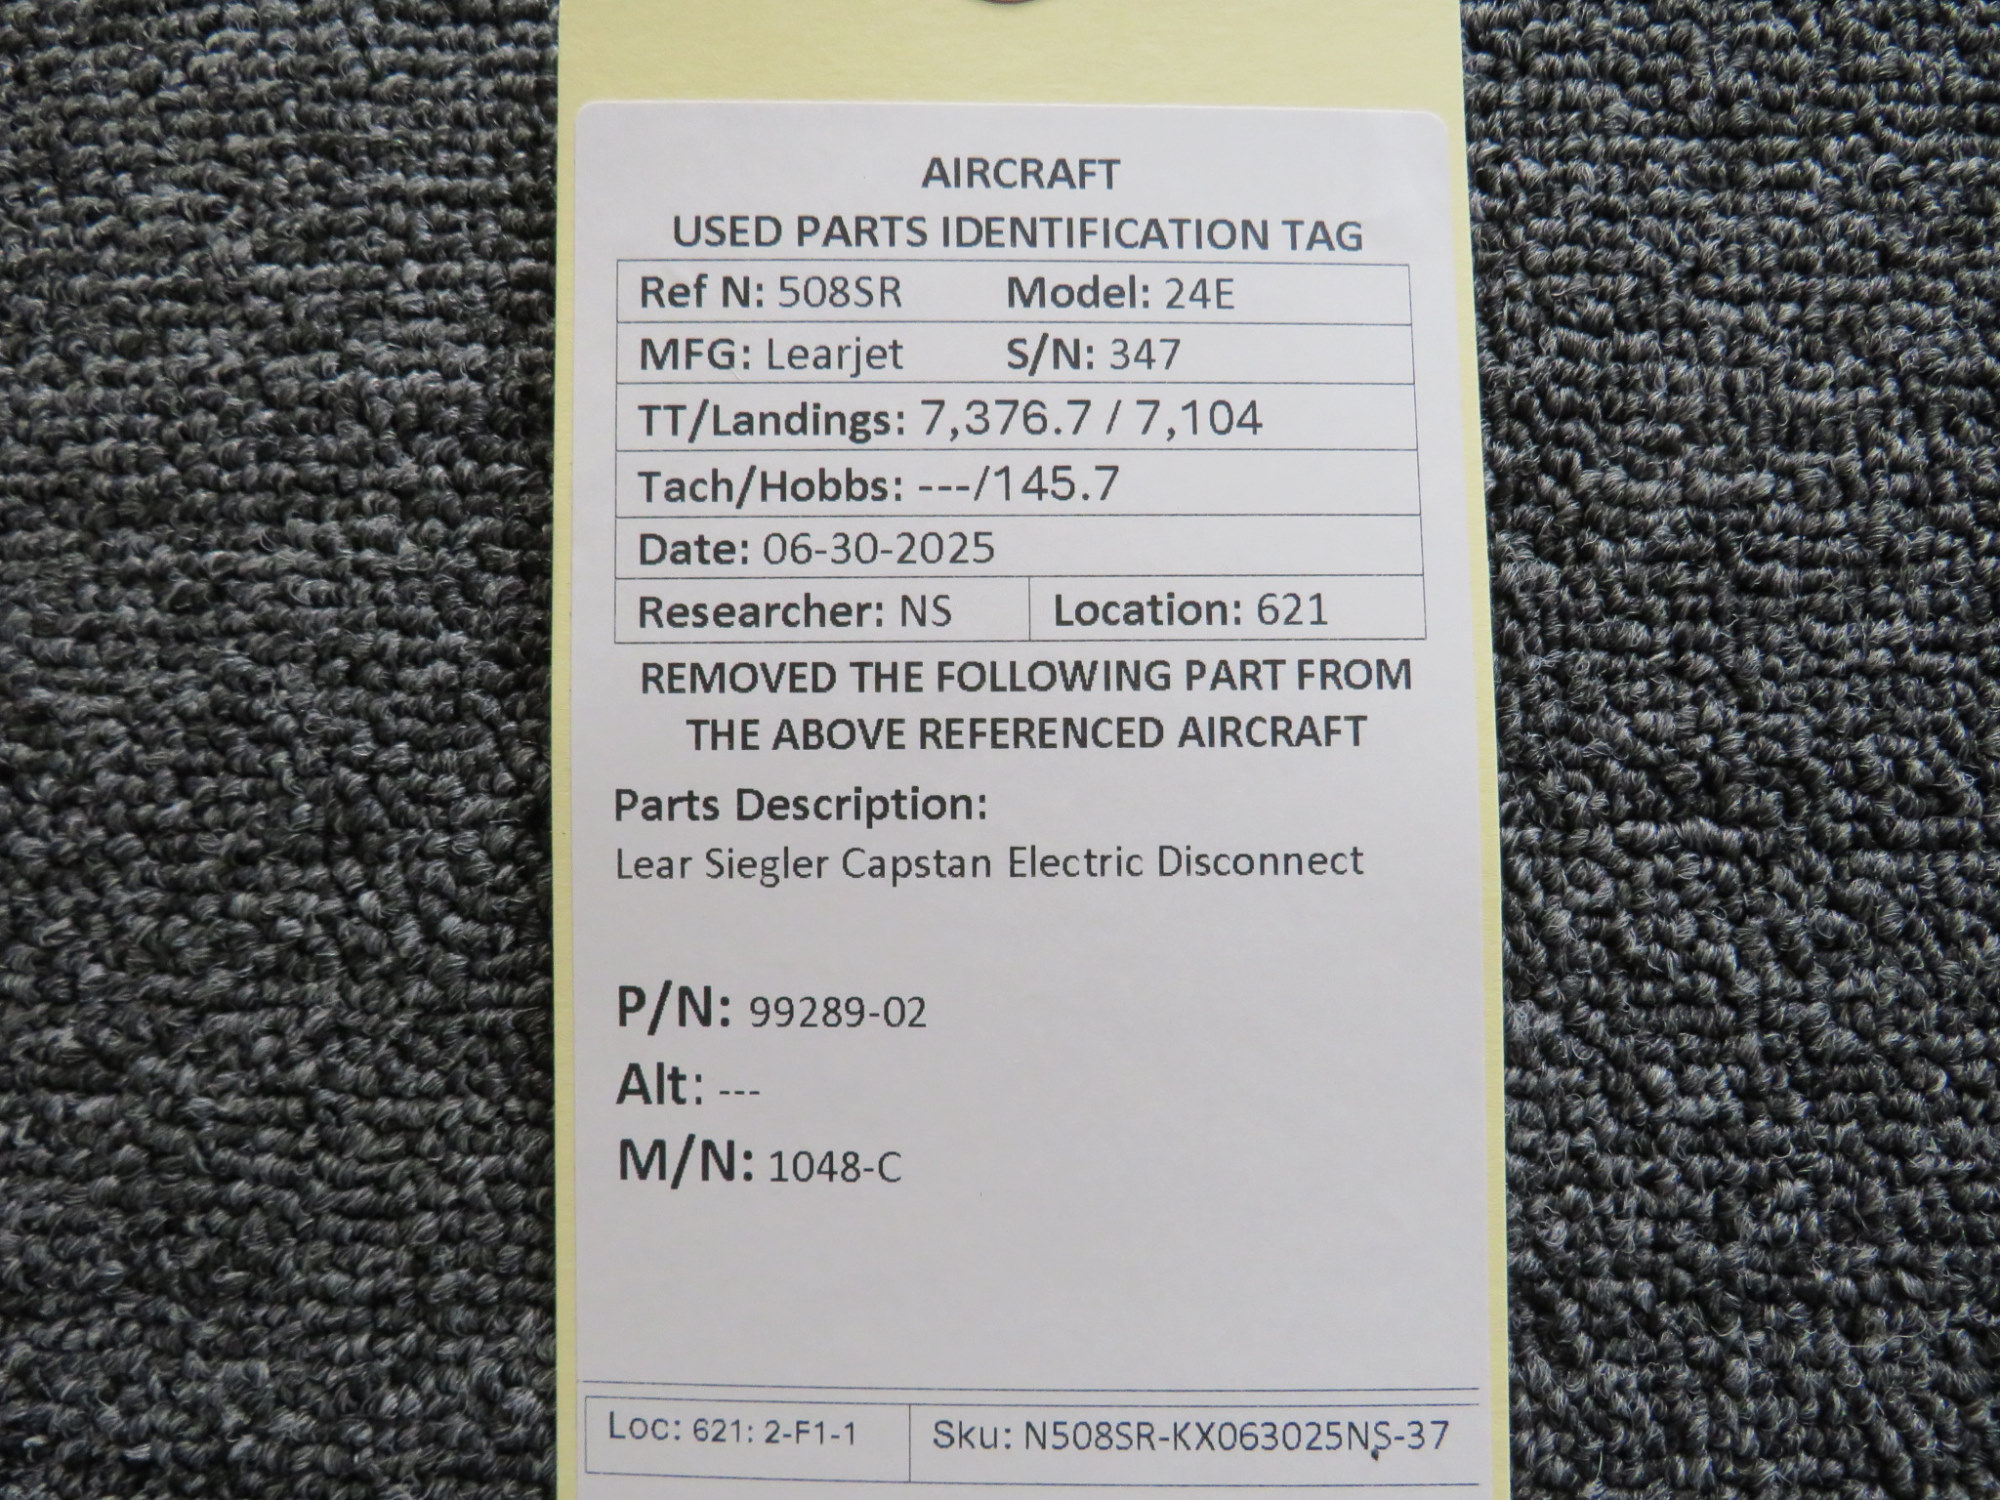 AIRCRAFT
USED PARTS IDENTIFICATION TAG
Ref N: 508SR Model: 24E
MFG: Learjet S/N: 347
TT/Landings: 7,376.7 / 7,104
Tach/Hobbs: ---/145.7
Date: 06-30-2025
Researcher: NS Location: 621
REMOVED THE FOLLOWING PART FROM
THE ABOVE REFERENCED AIRCRAFT
Parts Description:
Lear Siegler Capstan Electric Disconnect
P/N: 99289-02
Alt: ---
M/N: 1048-C
Loc: 621: 2-F1-1 Sku: N508SR-KX063025NS-37